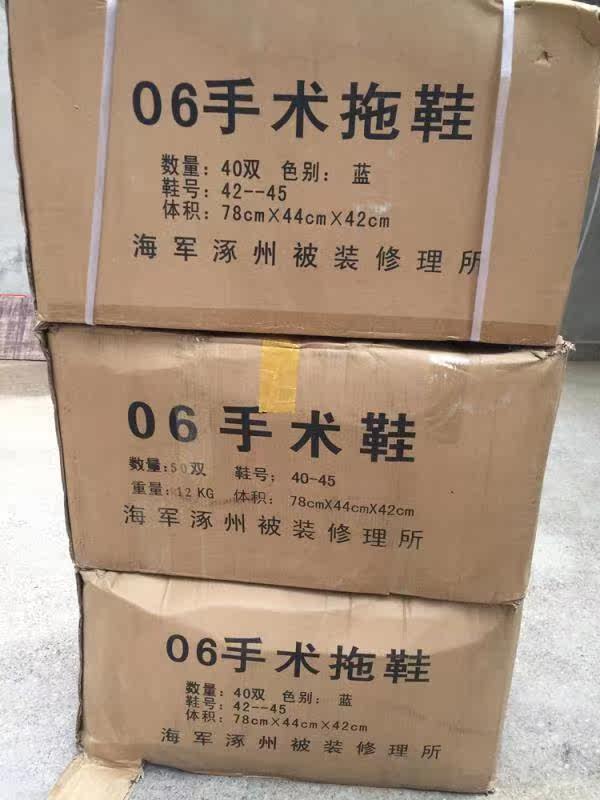 06手术拖鞋
数量：40双 色别：蓝
鞋号：42--45
体积：78cm×44cm×42cm
海军涿州被装修理所
06手术鞋
数量：50双 鞋号；40-45
重量：12KG 体积：78cmX44cmX42cm
海军涿州被装修理所
06手术拖鞋
数量：40双 色别：蓝
鞋号：42--45
体积：78cm×44cm×42cm
海军涿州被装修理所